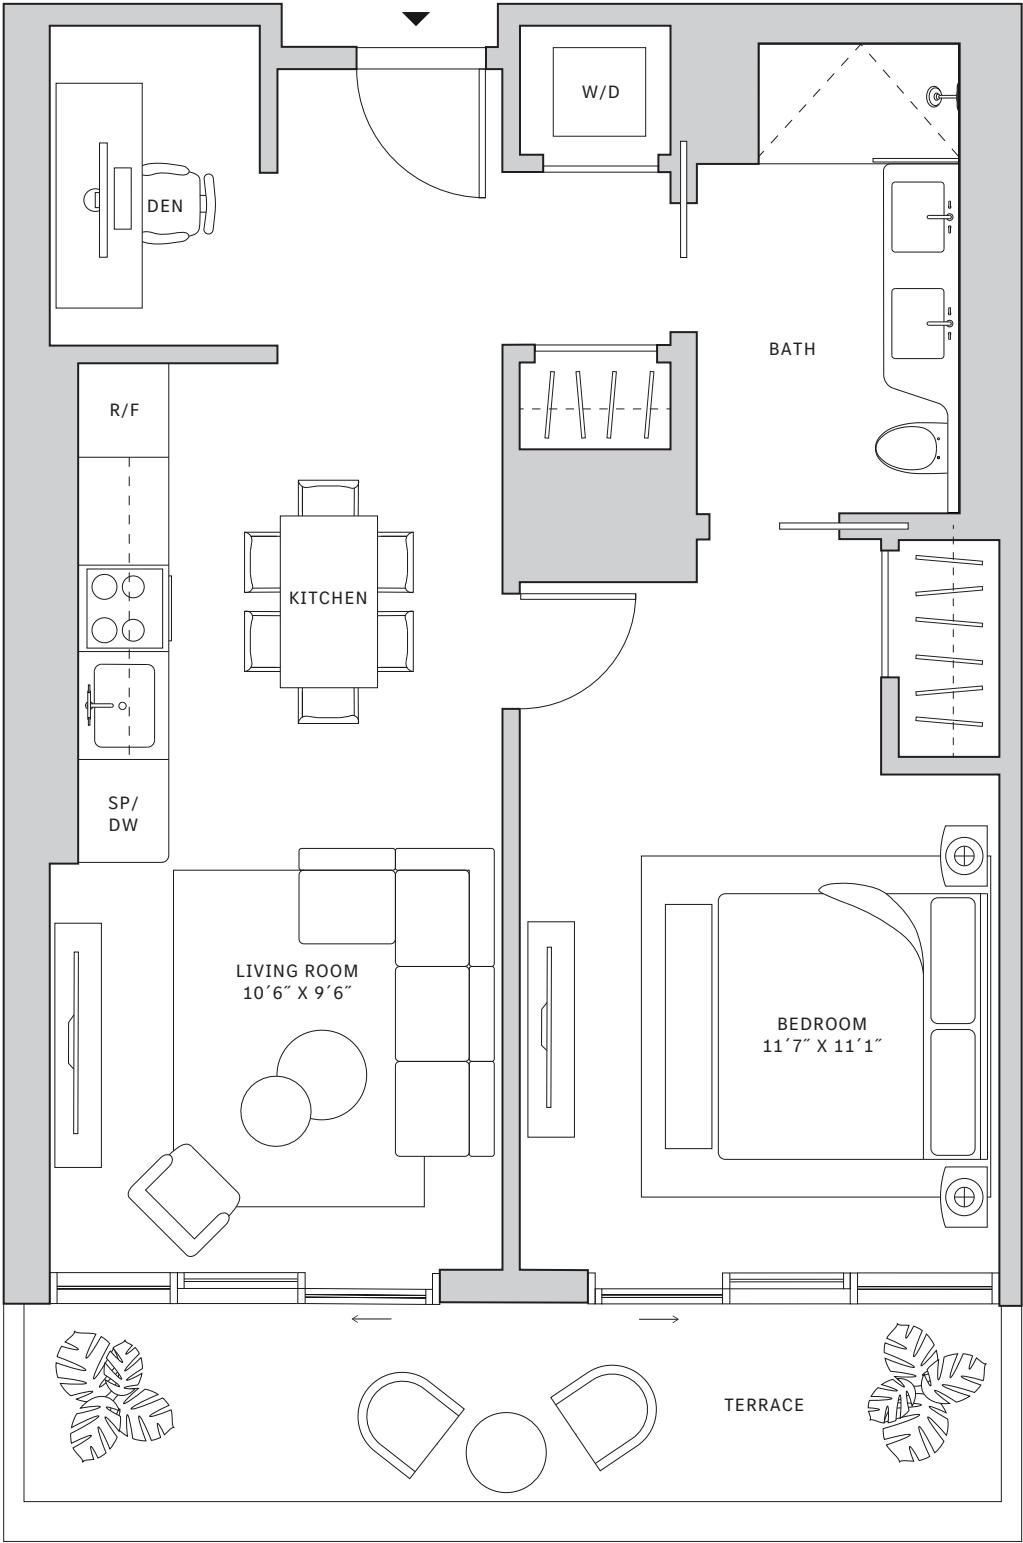 W/D
DEN
BATH
R/F
KITCHEN
SP/
DW
LIVING ROOM
10´6˝ X 9´6˝
BEDROOM
11´7˝ X 11´1˝
TERRACE